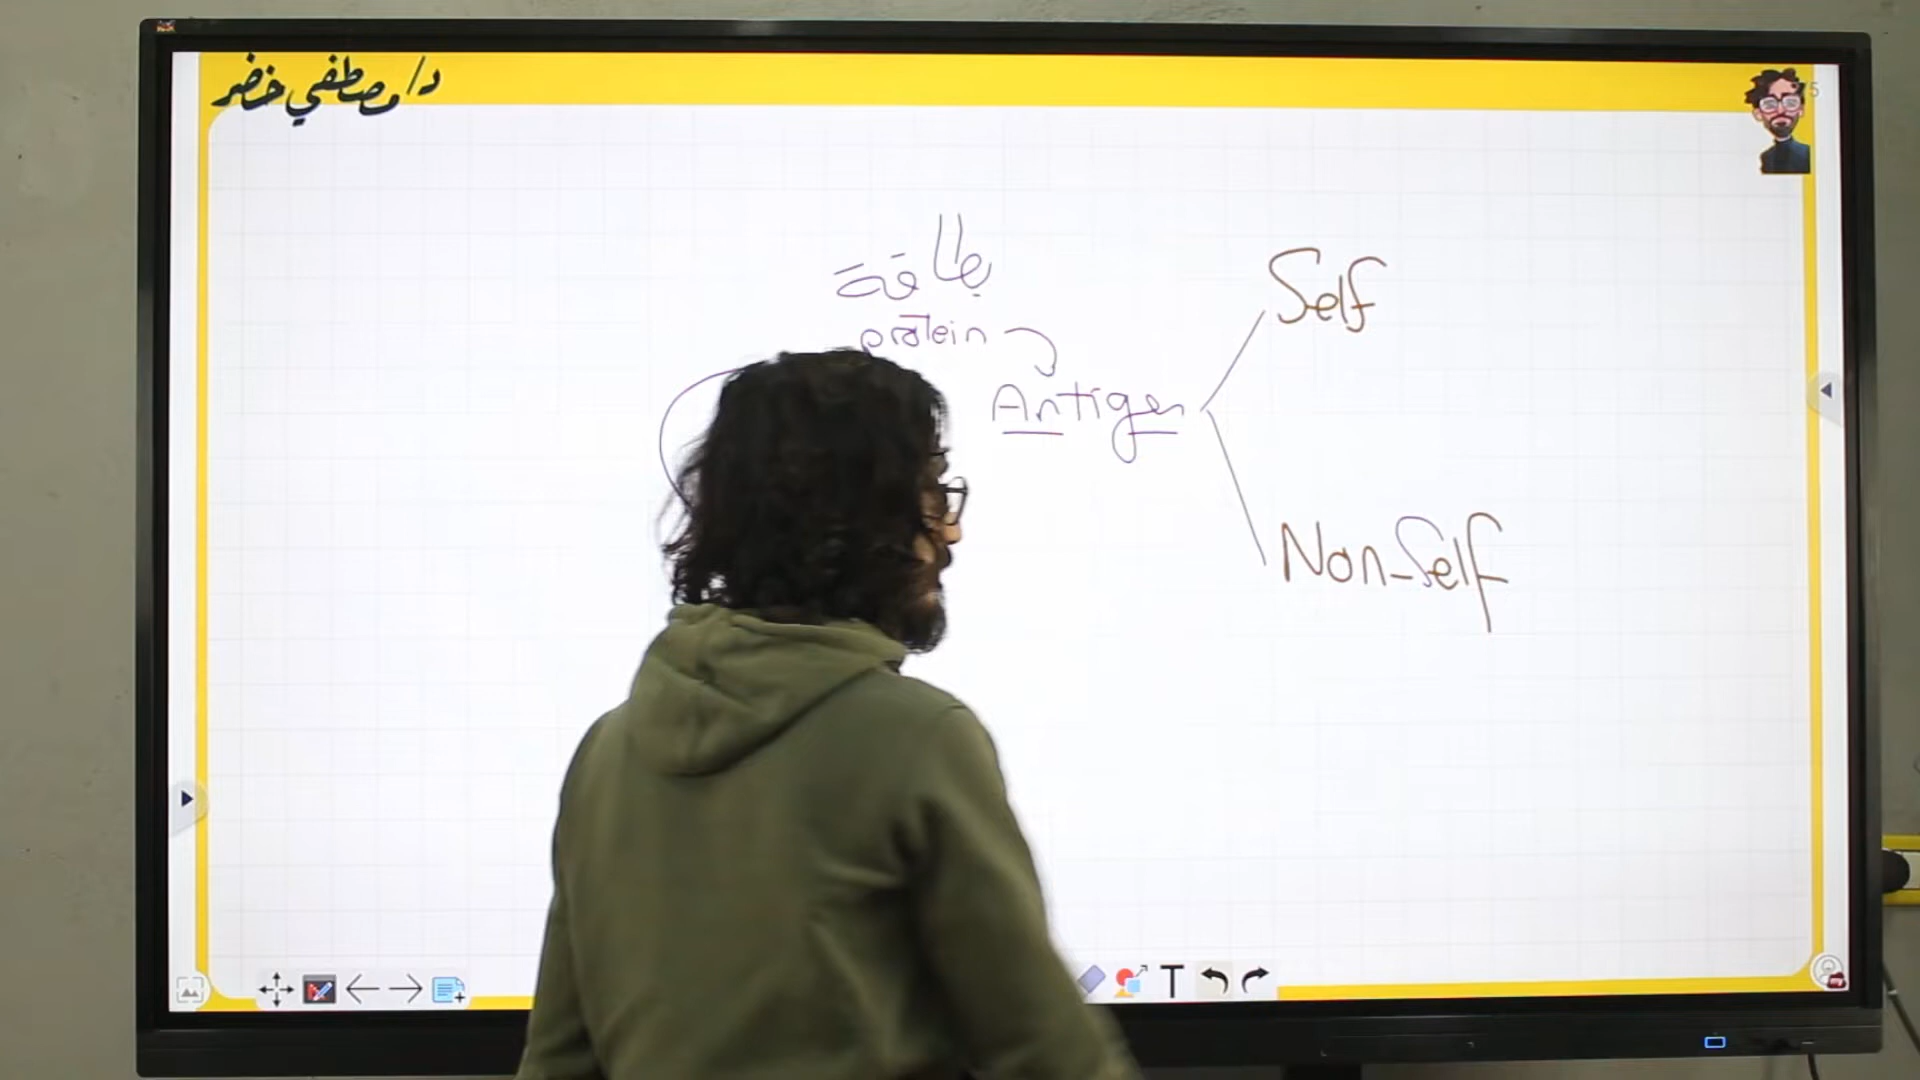 د/مصطفي خضر
بطاقة
protein
Antigen
Self
Non-Self
T